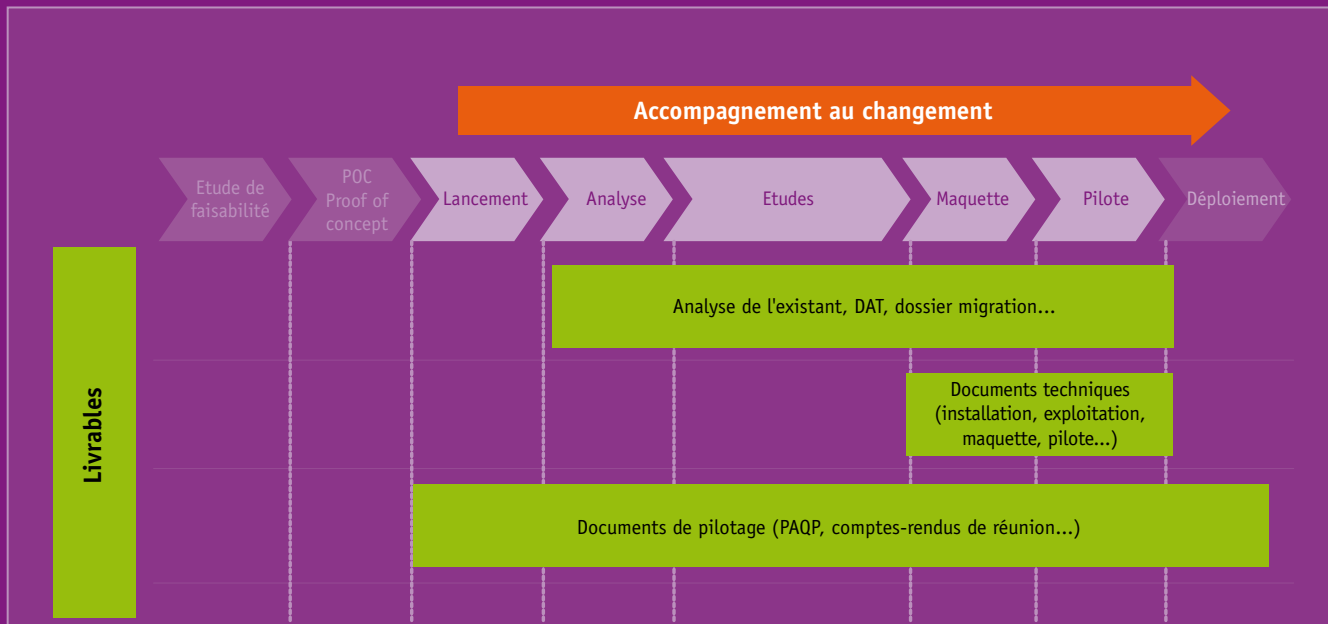 Accompagnement au changement
Etude de
faisabilité
POC
Proof of
concept
Lancement
Analyse
Etudes
Maquette
Pilote
Déploiement
Livrables
Analyse de l'existant, DAT, dossier migration...
Documents techniques
(installation, exploitation,
maquette, pilote...)
Documents de pilotage (PAQP, comptes-rendus de réunion...)